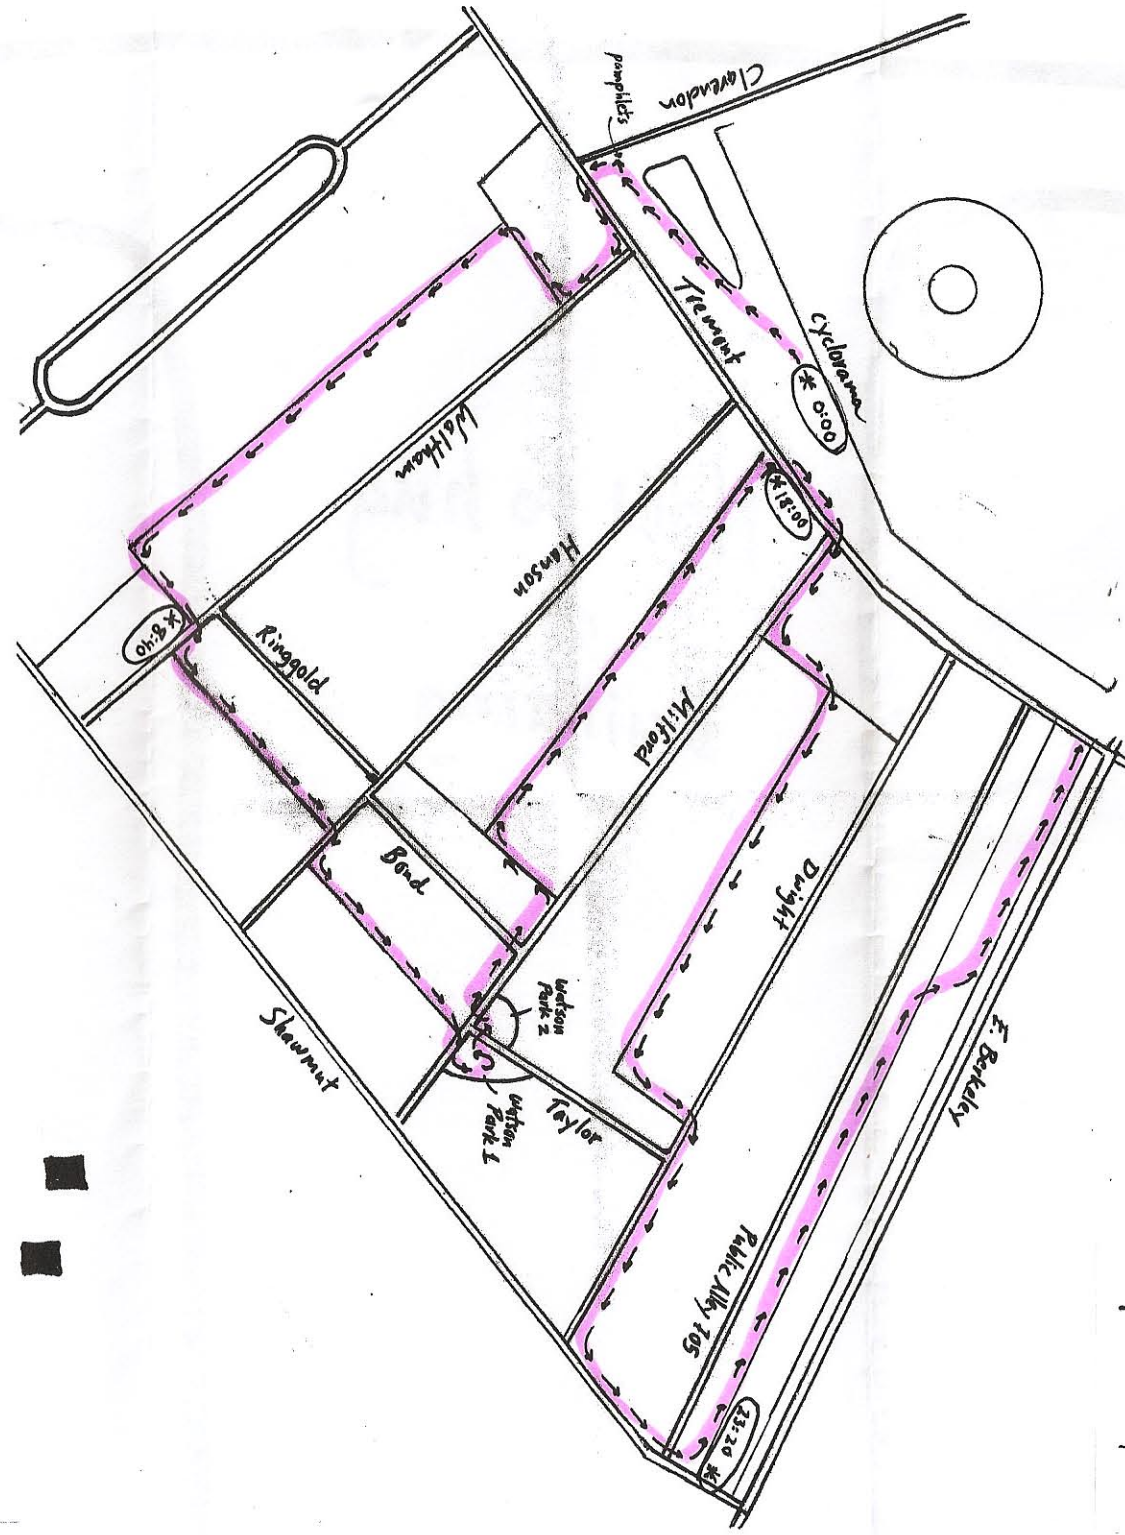 Clarendon
pamphlets
cyclorama
* 0:00
Tremont
* 18:00
Waltham
Hanson
Ringgold
* 8:40
Milford
Bond
Dwight
Watson
Park 2
Watson
Park 1
Taylor
Shawmut
E. Berkeley
Public Alley 705
23:20 *